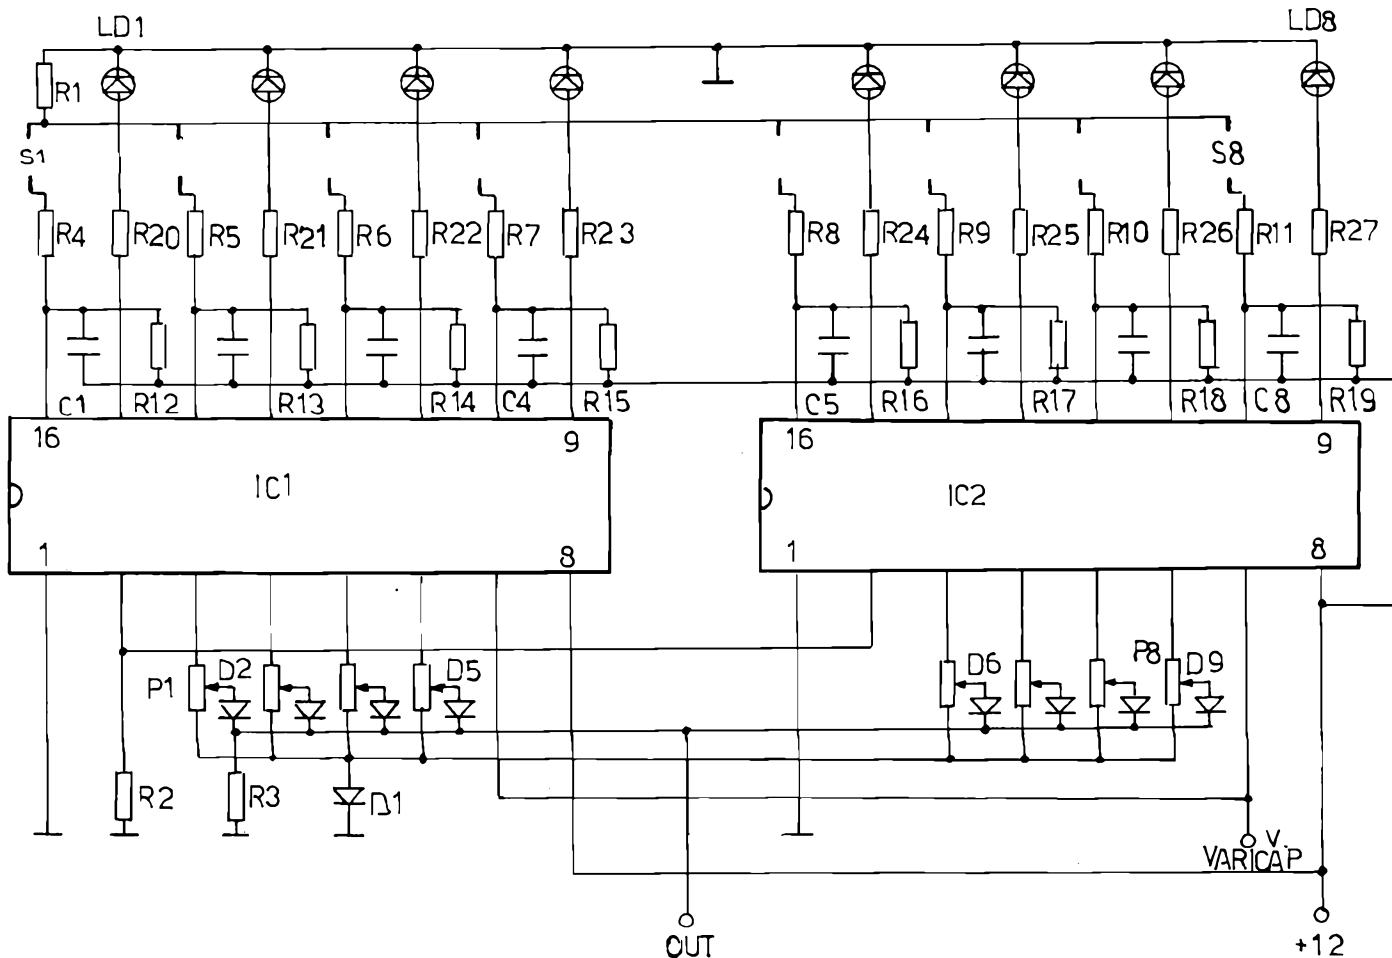 LD1 LD8
R1
S1 S8
R4 R20 R5 R21 R6 R22 R7 R23 R8 R24 R9 R25 R10 R26 R11 R27
C1 R12 R13 R14 C4 R15 C5 R16 R17 R18 C8 R19
16 9 16 9
IC1 IC2
1 8 1 8
P1 D2 D5 D6 P8 D9
R2 R3 D1
V
VARICAP
OUT +12